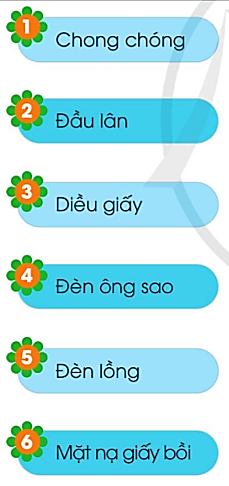 1 Chong chóng
2 Đầu lân
3 Diều giấy
4 Đèn ông sao
5 Đèn lồng
6 Mặt nạ giấy bồi